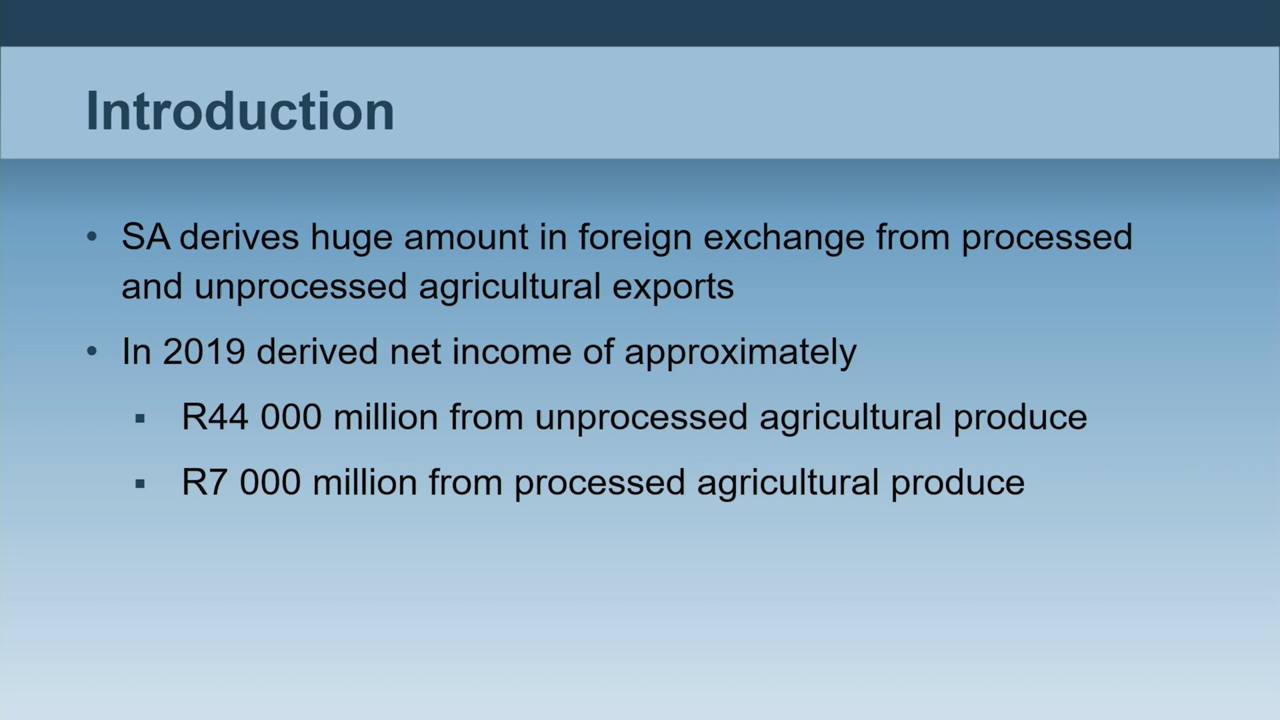 Introduction
• SA derives huge amount in foreign exchange from processed
and unprocessed agricultural exports
• In 2019 derived net income of approximately
▪ R44 000 million from unprocessed agricultural produce
▪ R7 000 million from processed agricultural produce